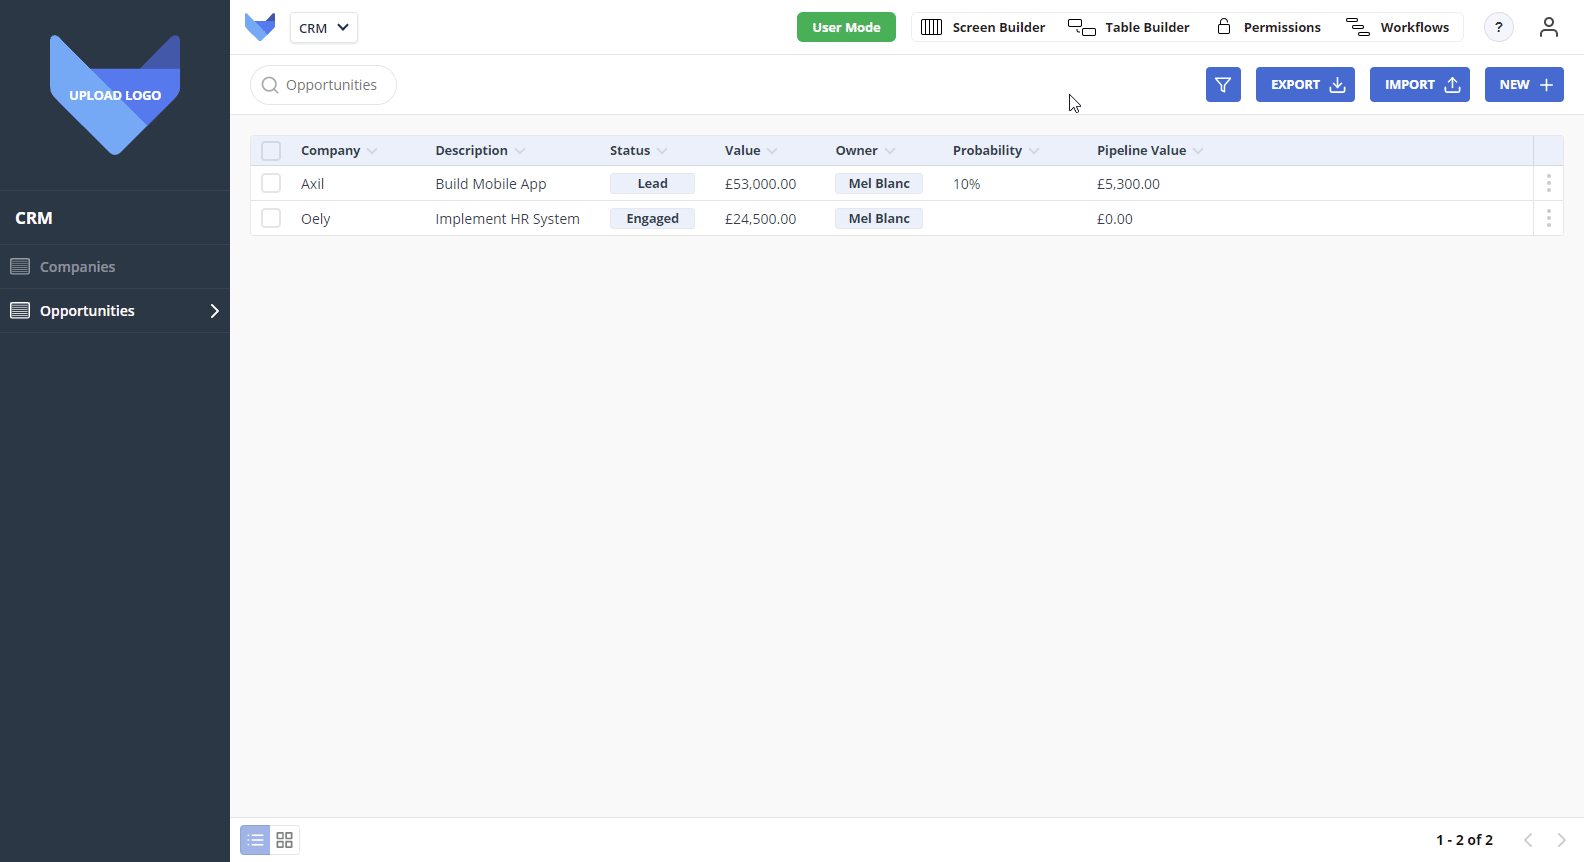 UPLOAD LOGO
CRM
Companies
Opportunities
CRM
User Mode
Screen Builder
Table Builder
Permissions
Workflows
?
Opportunities
EXPORT
IMPORT
NEW
Company Description Status Value Owner Probability Pipeline Value
Axil Build Mobile App Lead £53,000.00 Mel Blanc 10% £5,300.00
Oely Implement HR System Engaged £24,500.00 Mel Blanc £0.00
1 - 2 of 2